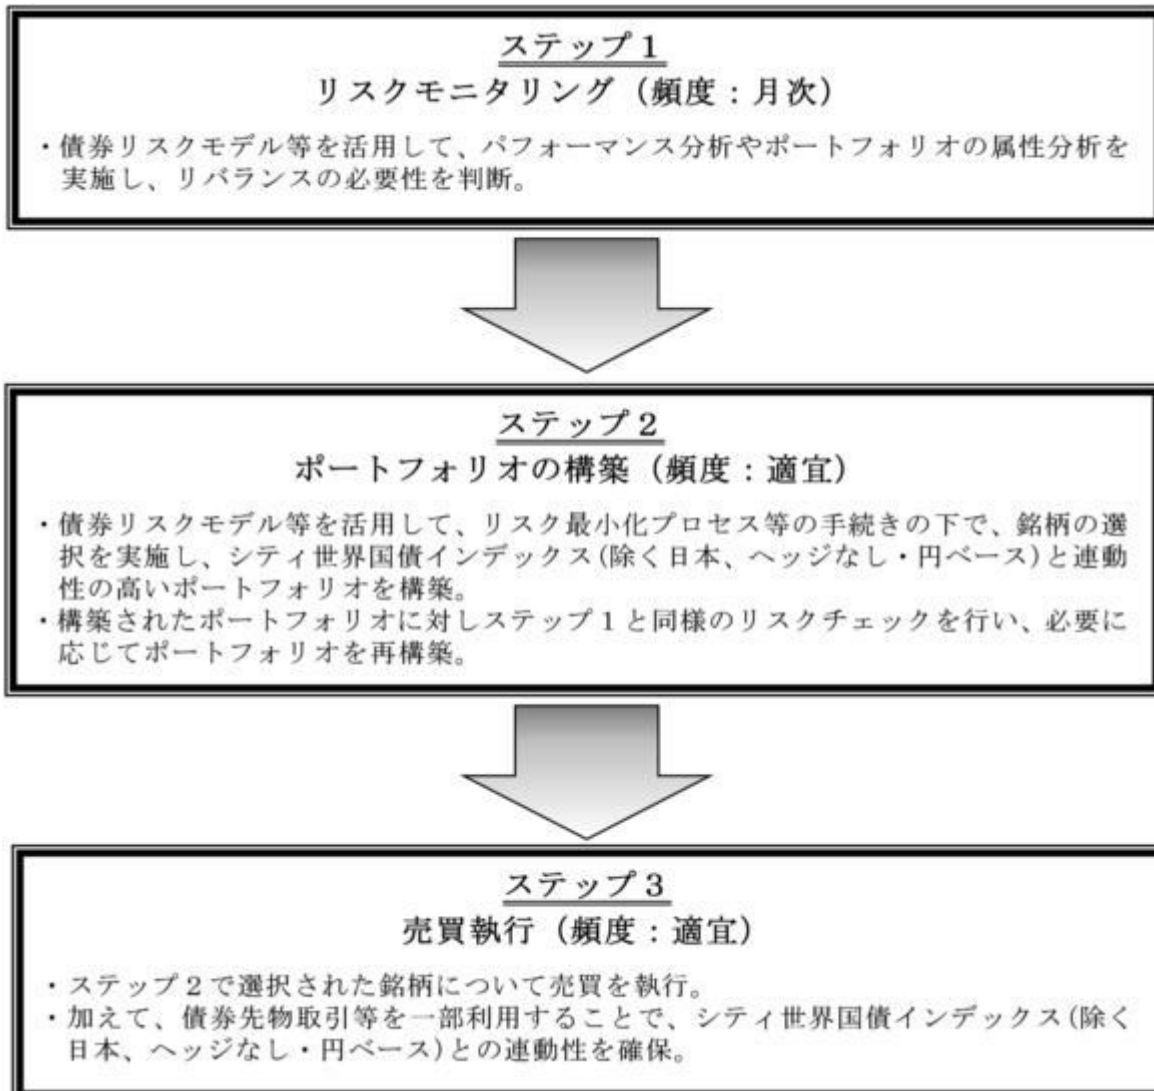 ステップ1
リスクモニタリング（頻度：月次）
・債券リスクモデル等を活用して、パフォーマンス分析やポートフォリオの属性分析を
実施し、リバランスの必要性を判断。
ステップ2
ポートフォリオの構築（頻度：適宜）
・債券リスクモデル等を活用して、リスク最小化プロセス等の手続きの下で、銘柄の選
択を実施し、シティ世界国債インデックス(除く日本、ヘッジなし・円ベース)と連動
性の高いポートフォリオを構築。
・構築されたポートフォリオに対しステップ1と同様のリスクチェックを行い、必要に
応じてポートフォリオを再構築。
ステップ3
売買執行（頻度：適宜）
・ステップ2で選択された銘柄について売買を執行。
・加えて、債券先物取引等を一部利用することで、シティ世界国債インデックス(除く
日本、ヘッジなし・円ベース)との連動性を確保。